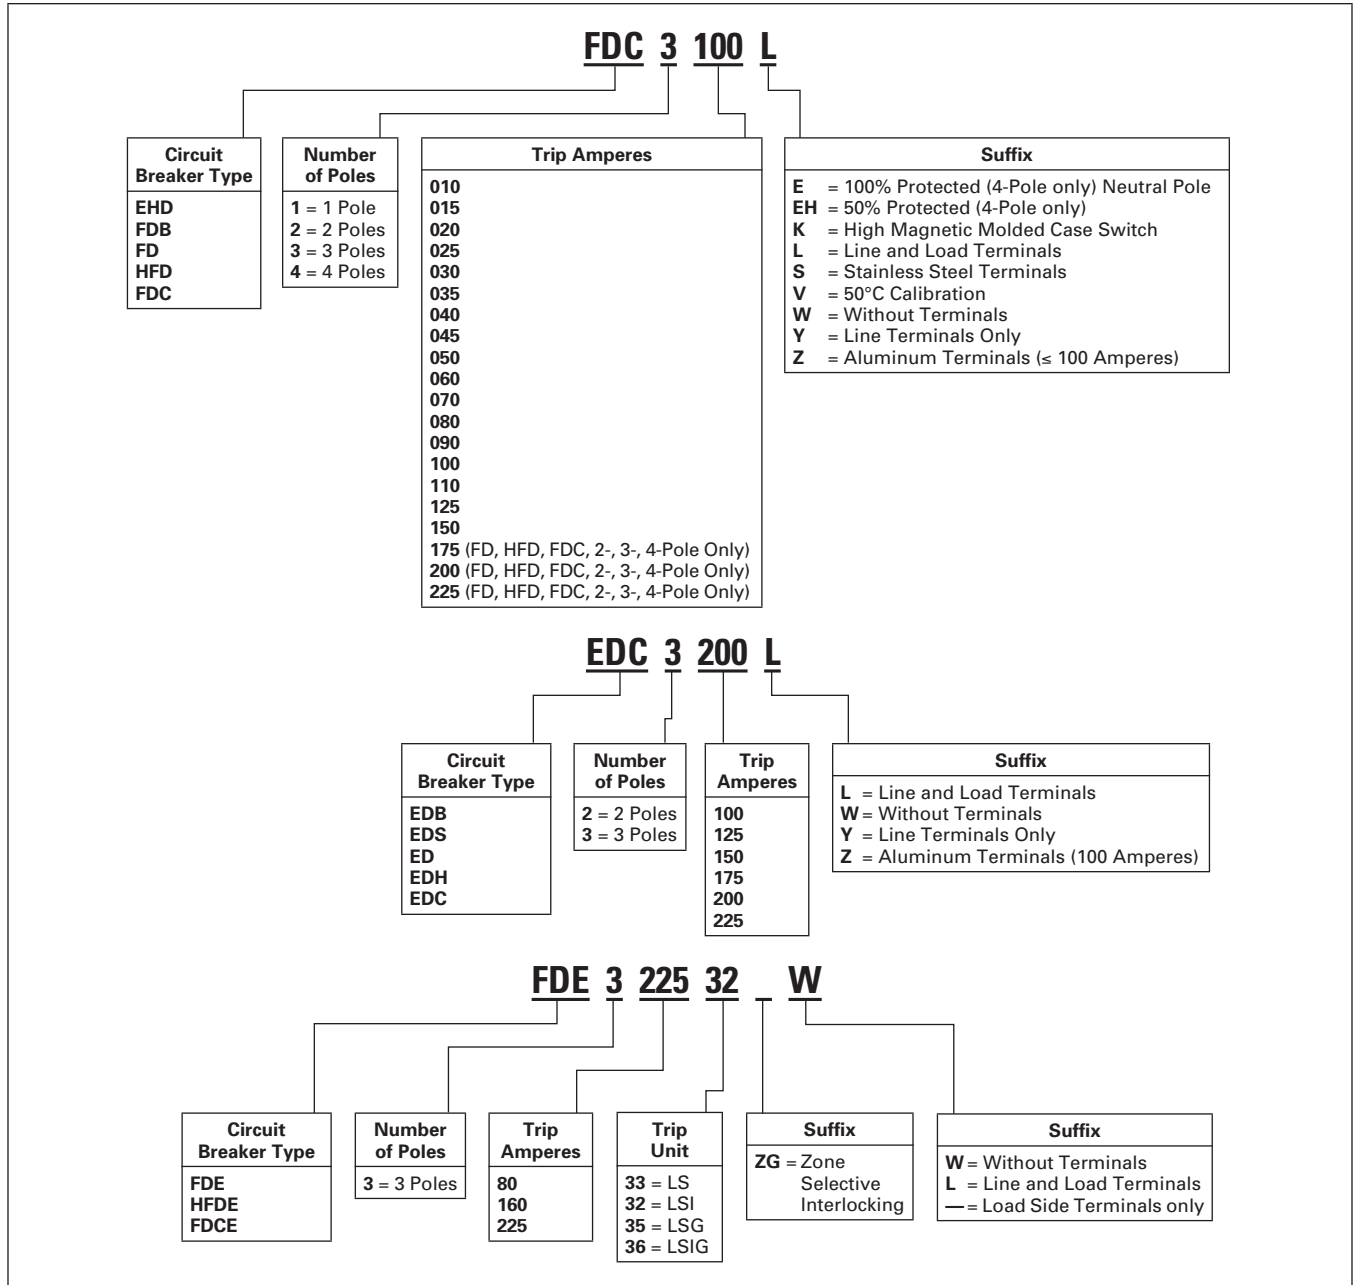 FDC 3 100 L
Circuit
Breaker Type
EHD
FDB
FD
HFD
FDC
Number
of Poles
1 = 1 Pole
2 = 2 Poles
3 = 3 Poles
4 = 4 Poles
Trip Amperes
010
015
020
025
030
035
040
045
050
060
070
080
090
100
110
125
150
175 (FD, HFD, FDC, 2-, 3-, 4-Pole Only)
200 (FD, HFD, FDC, 2-, 3-, 4-Pole Only)
225 (FD, HFD, FDC, 2-, 3-, 4-Pole Only)
Suffix
E = 100% Protected (4-Pole only) Neutral Pole
EH = 50% Protected (4-Pole only)
K = High Magnetic Molded Case Switch
L = Line and Load Terminals
S = Stainless Steel Terminals
V = 50°C Calibration
W = Without Terminals
Y = Line Terminals Only
Z = Aluminum Terminals (≤ 100 Amperes)
EDC 3 200 L
Circuit
Breaker Type
EDB
EDS
ED
EDH
EDC
Number
of Poles
2 = 2 Poles
3 = 3 Poles
Trip
Amperes
100
125
150
175
200
225
Suffix
L = Line and Load Terminals
W = Without Terminals
Y = Line Terminals Only
Z = Aluminum Terminals (100 Amperes)
FDE 3 225 32 _ W
Circuit
Breaker Type
FDE
HFDE
FDCE
Number
of Poles
3 = 3 Poles
Trip
Amperes
80
160
225
Trip
Unit
33 = LS
32 = LSI
35 = LSG
36 = LSIG
Suffix
ZG = Zone
Selective
Interlocking
Suffix
W = Without Terminals
L = Line and Load Terminals
— = Load Side Terminals only